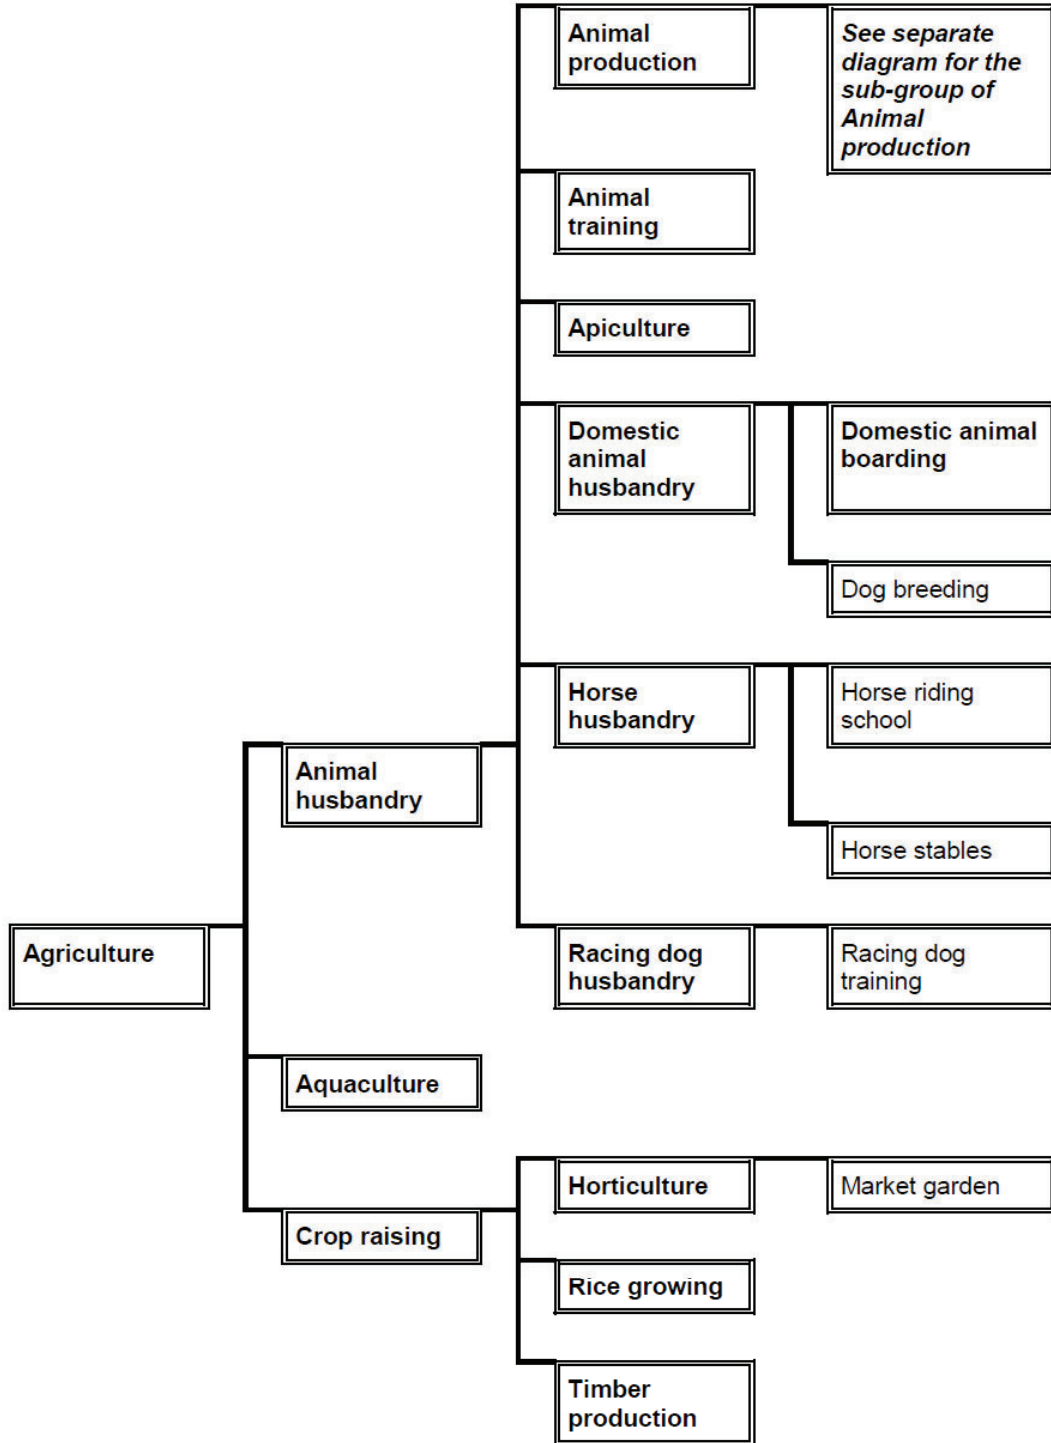 Animal
production
See separate
diagram for the
sub-group of
Animal
production
Animal
training
Apiculture
Domestic
animal
husbandry
Domestic animal
boarding
Dog breeding
Horse
husbandry
Horse riding
school
Animal
husbandry
Horse stables
Agriculture
Racing dog
husbandry
Racing dog
training
Aquaculture
Horticulture
Market garden
Crop raising
Rice growing
Timber
production